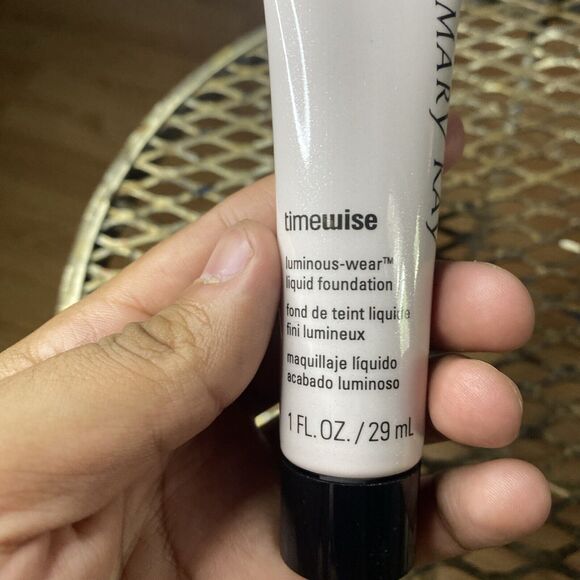 MARY KAY
timewise
luminous-wear™
liquid foundation
fond de teint liquide
fini lumineux
maquillaje líquido
acabado luminoso
1 FL. OZ. / 29 mL